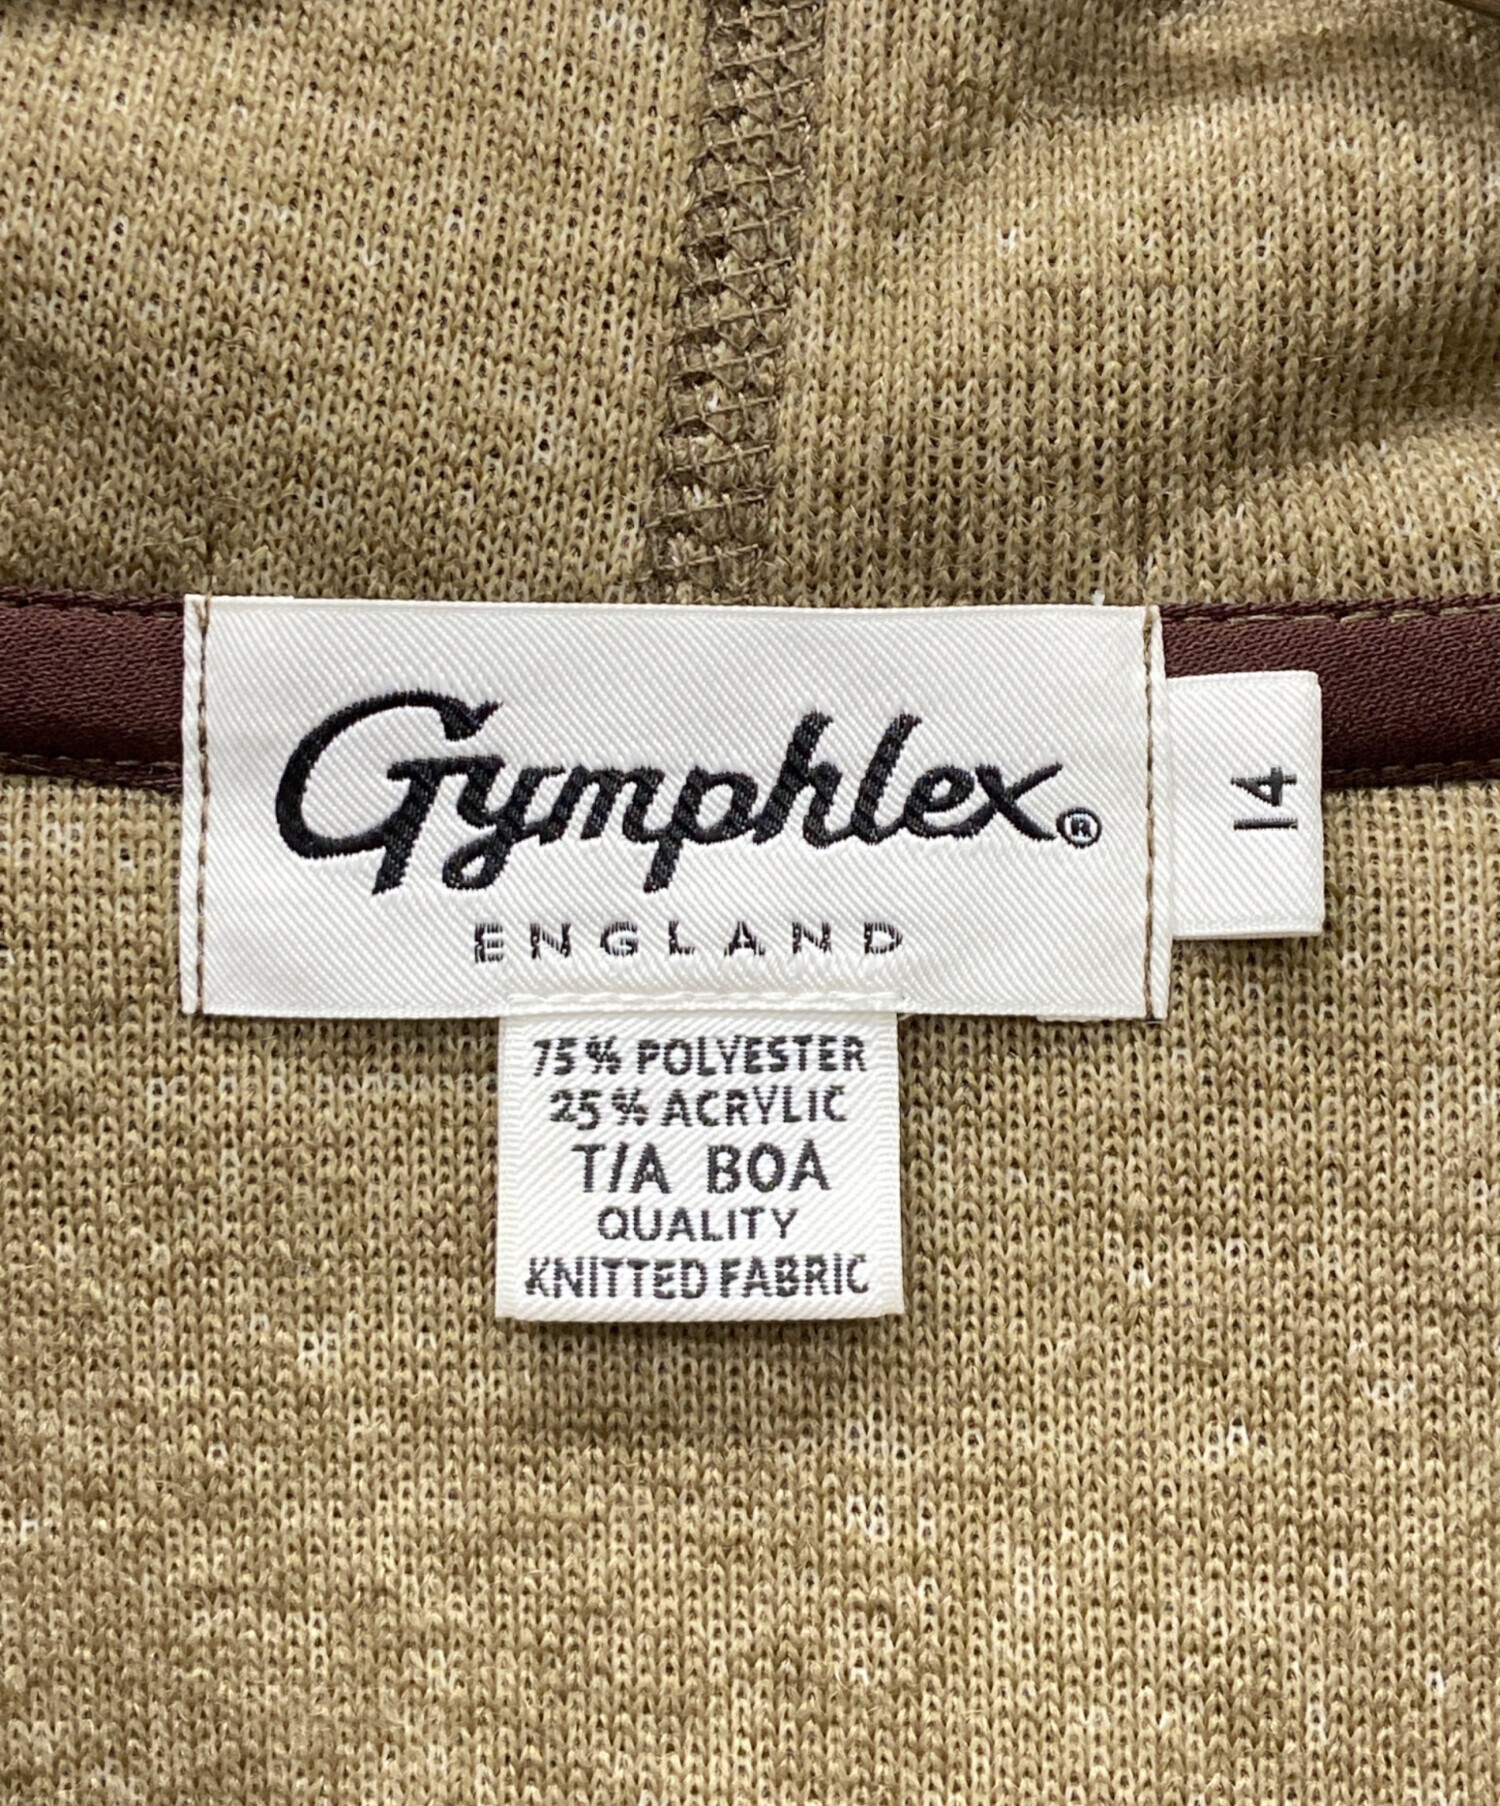 Gymphlex®
ENGLAND
14
75% POLYESTER
25% ACRYLIC
T/A BOA
QUALITY
KNITTED FABRIC